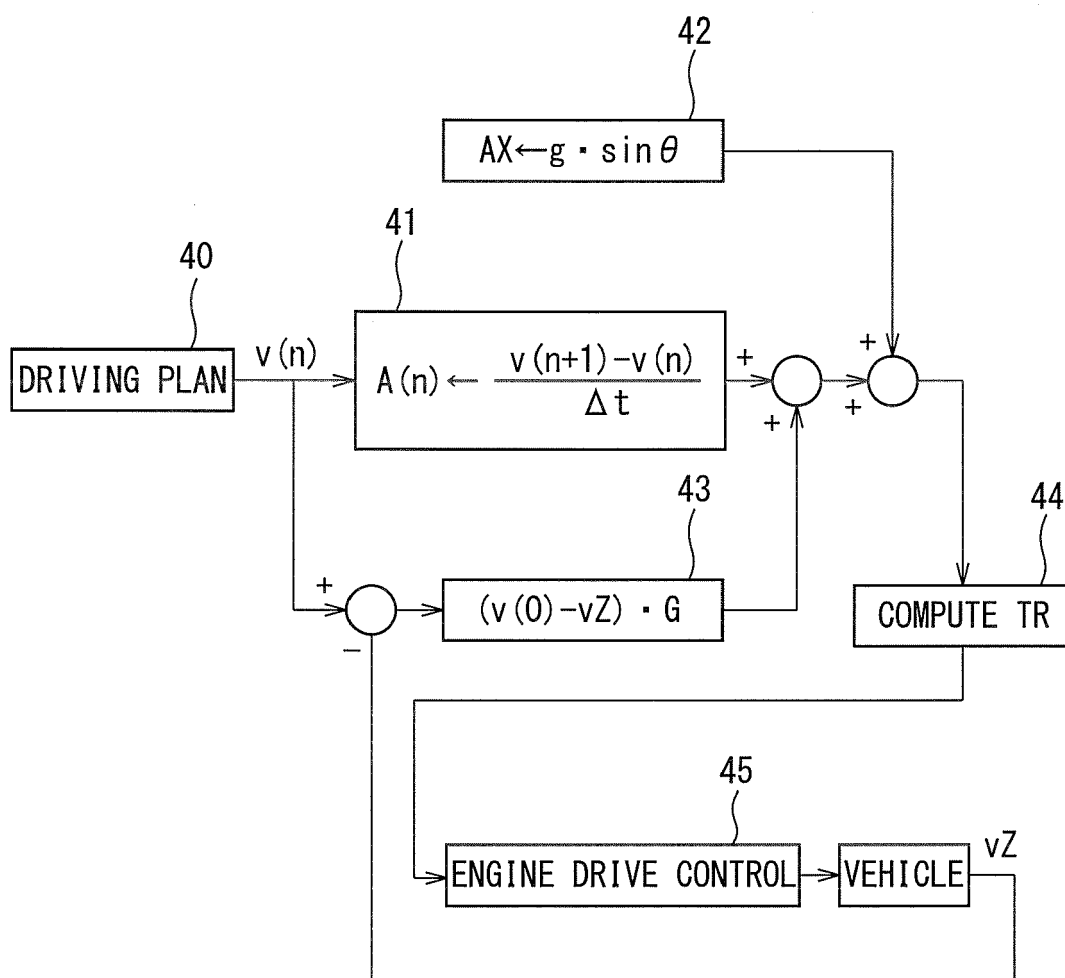 42
AX←g・sinθ
41
40
v(n)
DRIVING PLAN
A(n)← v(n+1)-v(n)
Δt
+
+
+
+
43
44
+
-
(v(0)-vZ)・G
COMPUTE TR
45
ENGINE DRIVE CONTROL
VEHICLE
vZ